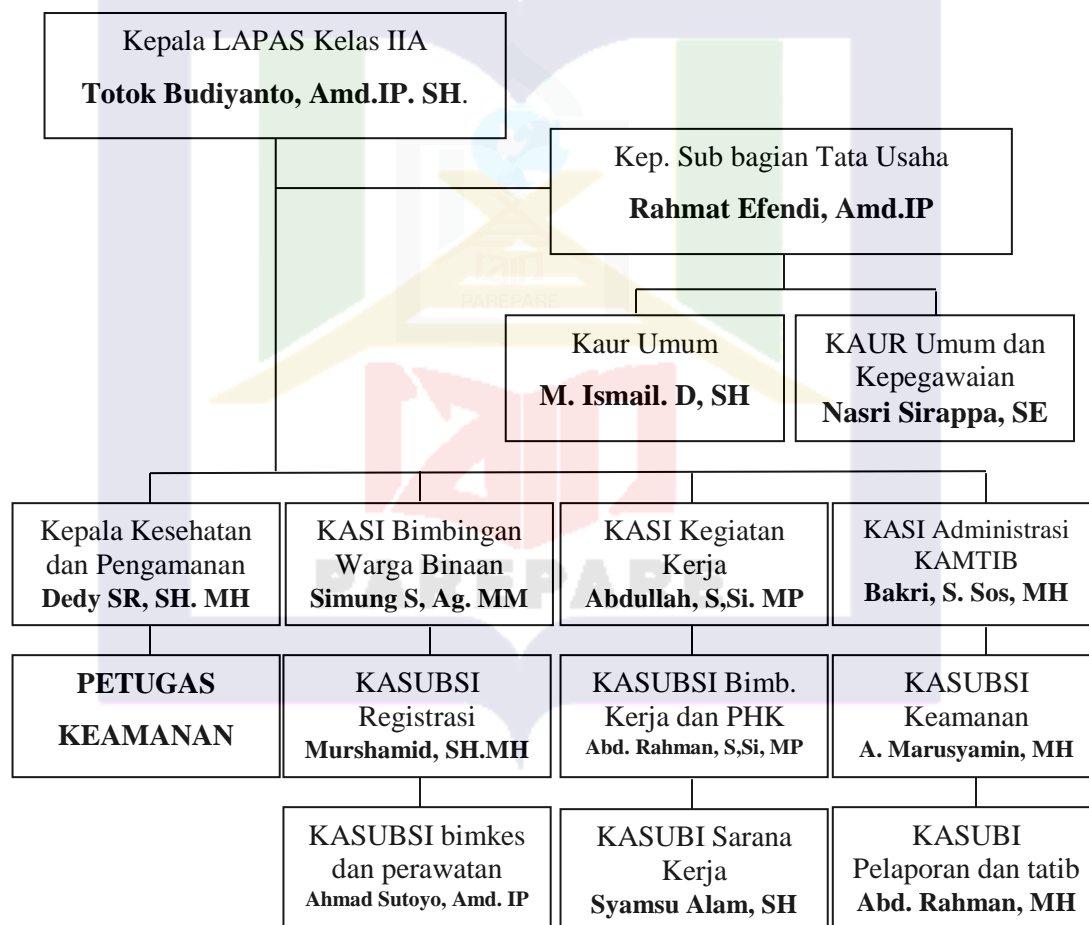 Kepala LAPAS Kelas IIA
Totok Budiyanto, Amd.IP. SH.
Kep. Sub bagian Tata Usaha
Rahmat Efendi, Amd.IP
Kaur Umum
M. Ismail. D, SH
KAUR Umum dan
Kepegawaian
Nasri Sirappa, SE
Kepala Kesehatan
dan Pengamanan
Dedy SR, SH. MH
KASI Bimbingan
Warga Binaan
Simung S, Ag. MM
KASI Kegiatan
Kerja
Abdullah, S,Si. MP
KASI Administrasi
KAMTIB
Bakri, S. Sos, MH
PETUGAS
KEAMANAN
KASUBSI
Registrasi
Murshamid, SH.MH
KASUBSI Bimb.
Kerja dan PHK
Abd. Rahman, S,Si, MP
KASUBSI
Keamanan
A. Marusyamin, MH
KASUBSI bimkes
dan perawatan
Ahmad Sutoyo, Amd. IP
KASUBI Sarana
Kerja
Syamsu Alam, SH
KASUBI
Pelaporan dan tatib
Abd. Rahman, MH
PAREPARE
PAREPARE